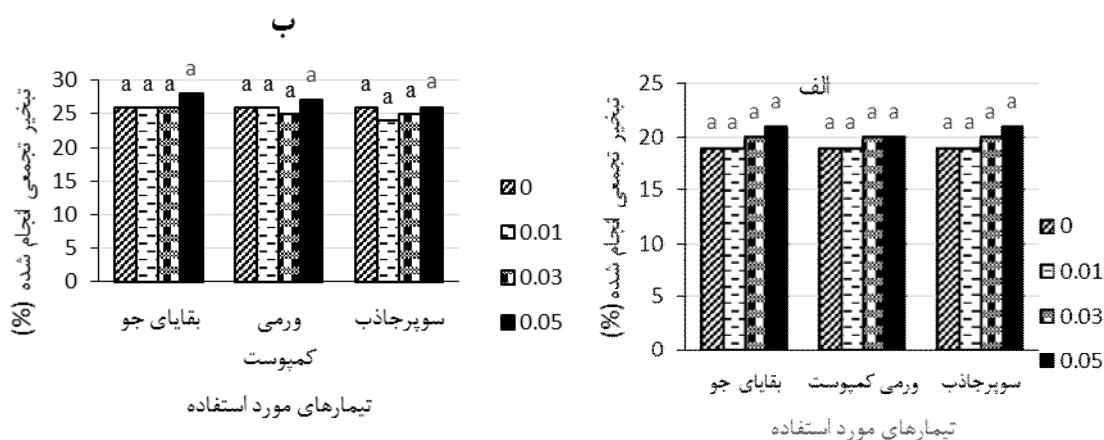 ب
تبخیر تجمعی انجام شده (%)
30
25
20
15
10
5
0
a a a a a a a a a a a a
بقایای جو
ورمی
کمپوست
سوپرجاذب
تیمارهای مورد استفاده
0
0.01
0.03
0.05
الف
تبخیر تجمعی انجام شده (%)
25
20
15
10
5
0
a a a a a a a a a a a a
بقایای جو
ورمی کمپوست
سوپرجاذب
تیمارهای مورد استفاده
0
0.01
0.03
0.05